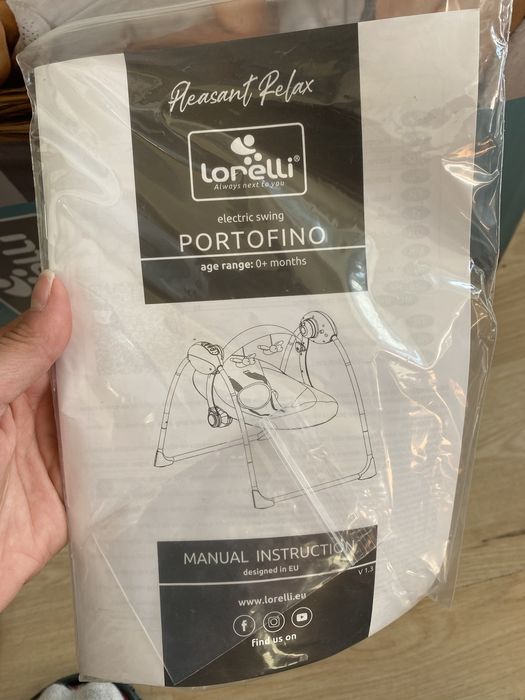 Pleasant Relax
lorelli®
Always next to you
electric swing
PORTOFINO
age range: 0+ months
MANUAL INSTRUCTION
designed in EU
V 1.3
www.lorelli.eu
f
find us on